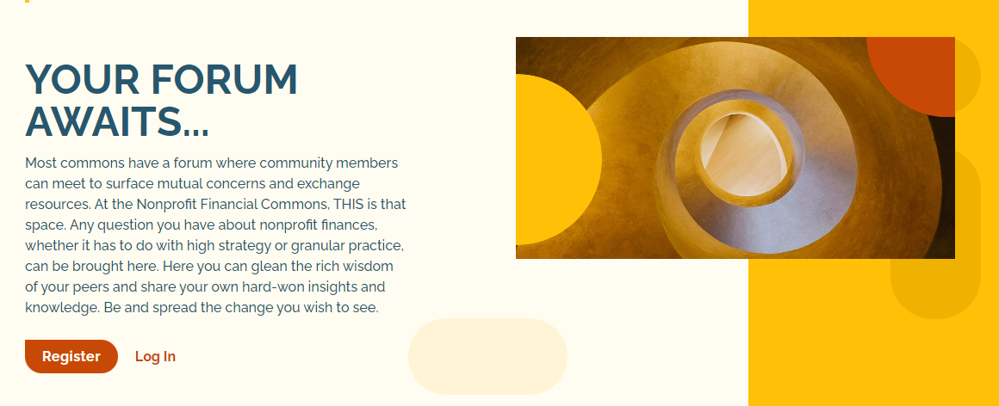 YOUR FORUM
AWAITS...
Most commons have a forum where community members
can meet to surface mutual concerns and exchange
resources. At the Nonprofit Financial Commons, THIS is that
space. Any question you have about nonprofit finances,
whether it has to do with high strategy or granular practice,
can be brought here. Here you can glean the rich wisdom
of your peers and share your own hard-won insights and
knowledge. Be and spread the change you wish to see.
Register Log In